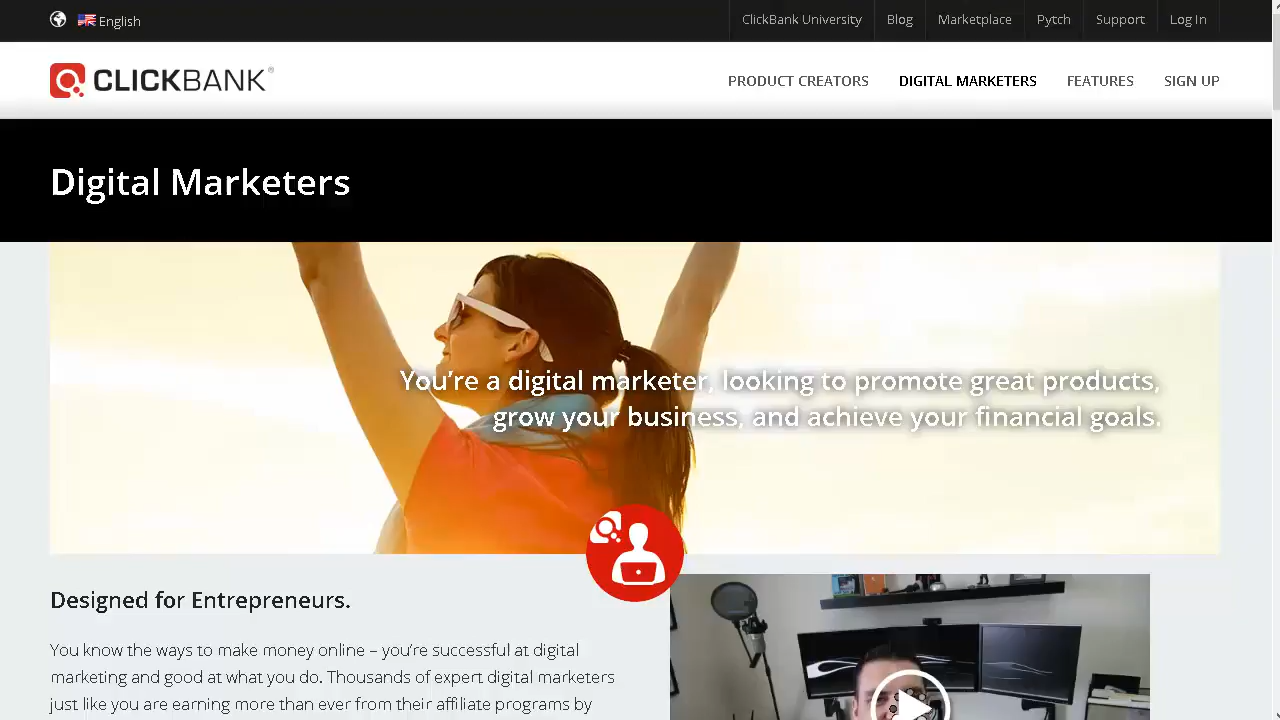 English
ClickBank University Blog Marketplace Pytch Support Log In
CLICKBANK®
PRODUCT CREATORS DIGITAL MARKETERS FEATURES SIGN UP
Digital Marketers
You’re a digital marketer, looking to promote great products,
grow your business, and achieve your financial goals.
Designed for Entrepreneurs.
You know the ways to make money online – you’re successful at digital
marketing and good at what you do. Thousands of expert digital marketers
just like you are earning more than ever from their affiliate programs by